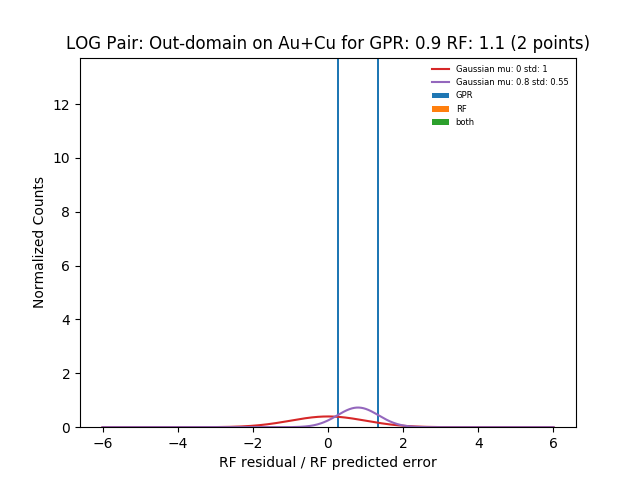 LOG Pair: Out-domain on Au+Cu for GPR: 0.9 RF: 1.1 (2 points)
Gaussian mu: 0 std: 1
Gaussian mu: 0.8 std: 0.55
GPR
RF
both
Normalized Counts
12
10
8
6
4
2
0
−6
−4
−2
0
2
4
6
RF residual / RF predicted error